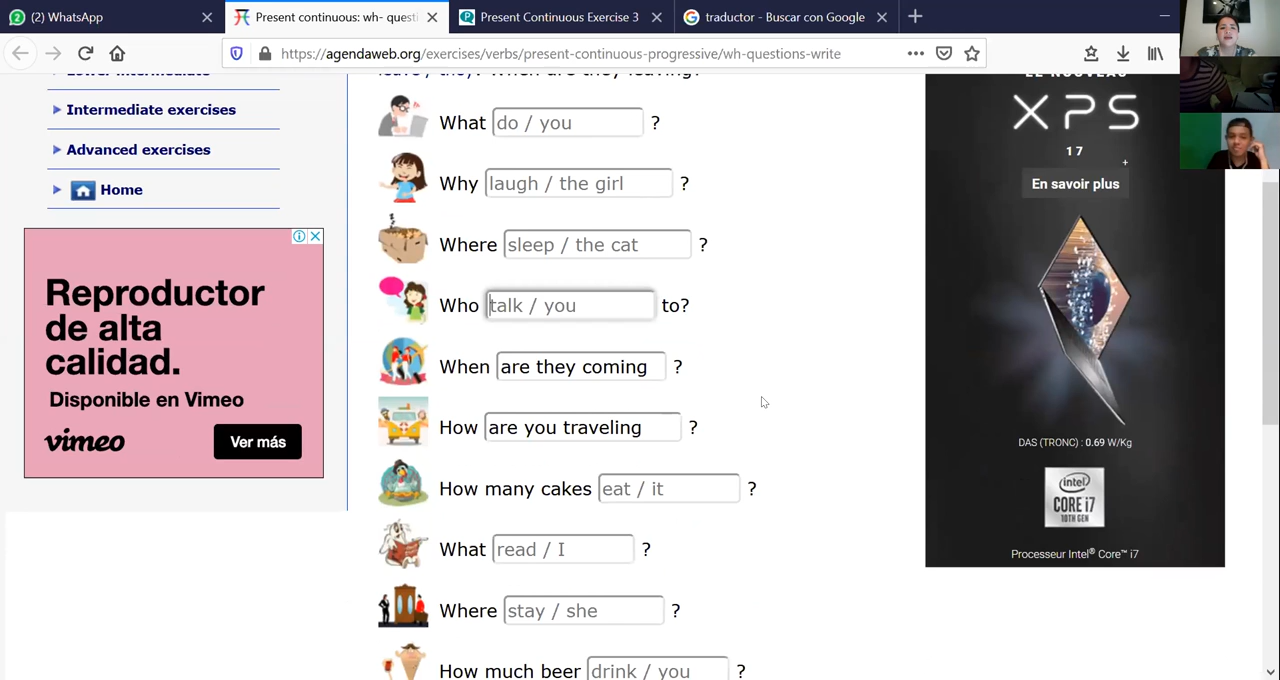 (2) WhatsApp
Present continuous: wh- questi
Present Continuous Exercise 3
traductor - Buscar con Google
https://agendaweb.org/exercises/verbs/present-continuous-progressive/wh-questions-write
Intermediate exercises
Advanced exercises
Home
Reproductor
de alta
calidad.
Disponible en Vimeo
vimeo
Ver más
What do / you ?
Why laugh / the girl ?
Where sleep / the cat ?
Who talk / you to?
When are they coming ?
How are you traveling ?
How many cakes eat / it ?
What read / I ?
Where stay / she ?
How much beer drink / you ?
LE NOUVEAU
XPS
17
En savoir plus
DAS (TRONC) : 0.69 W/Kg
intel
CORE i7
10TH GEN
Processeur Intel® Core™ i7